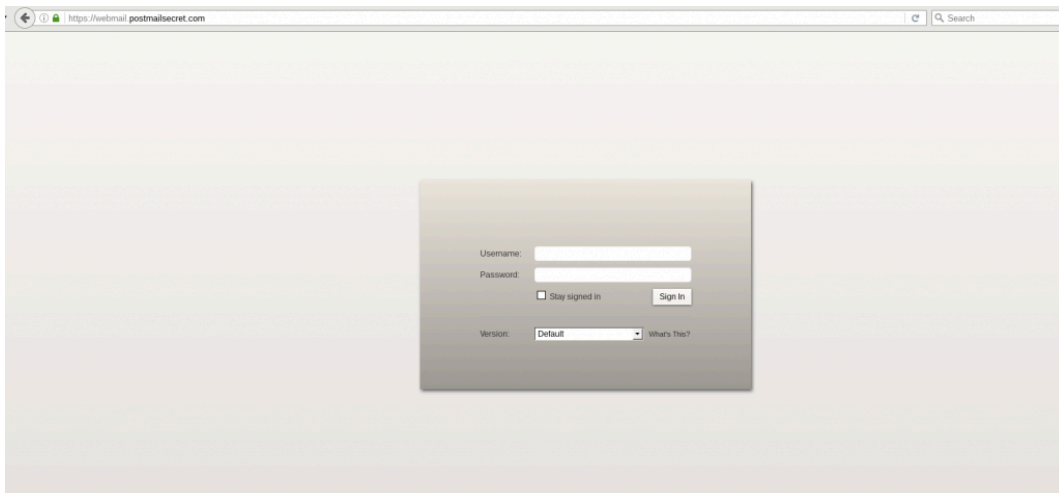 https://webmail.postmailsecret.com
Search
Username:
Password:
Stay signed in
Sign In
Version:
Default
What's This?